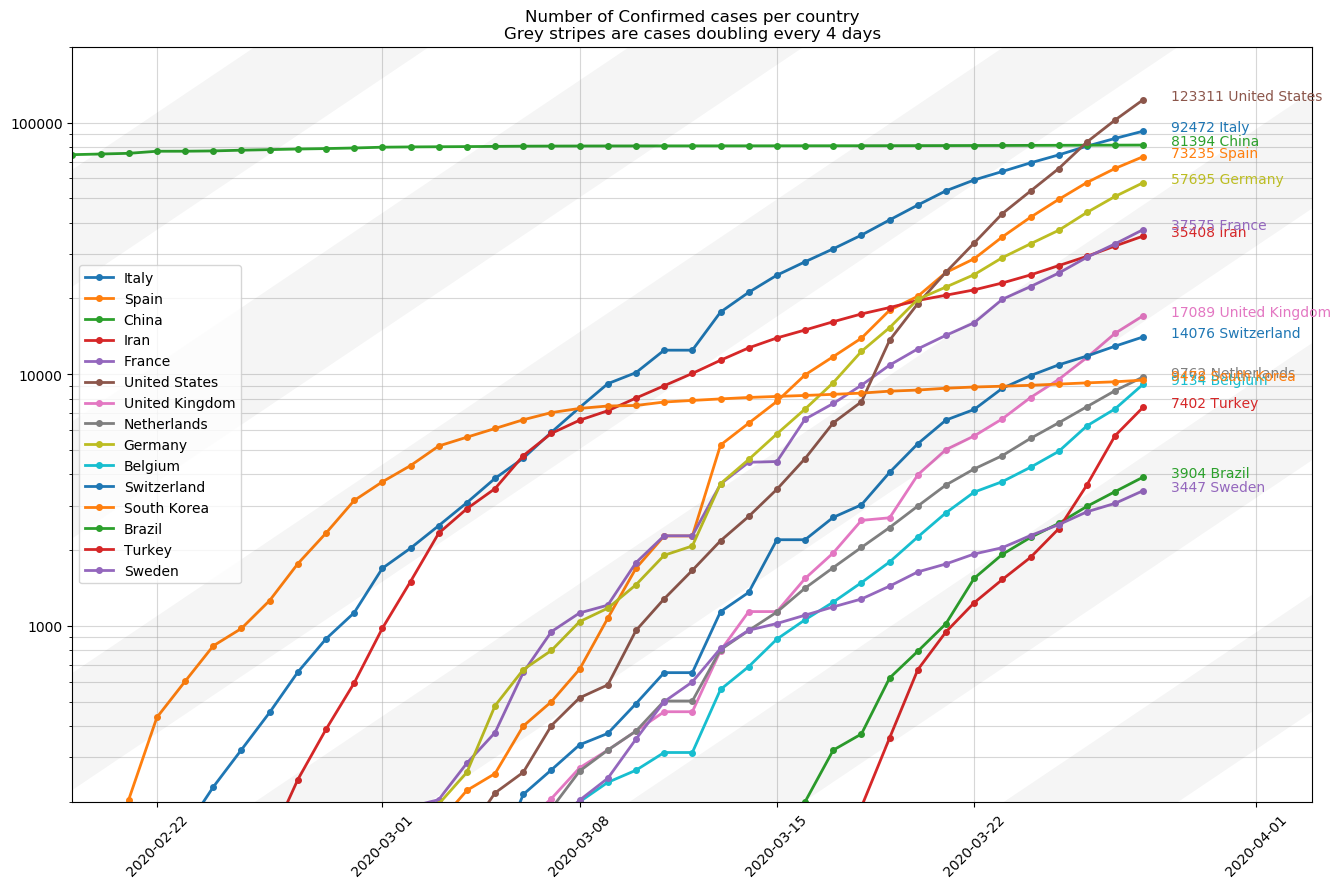 Number of Confirmed cases per country
Grey stripes are cases doubling every 4 days
100000
10000
1000
123311 United States
92472 Italy
81394 China
73235 Spain
57695 Germany
37575 France
35408 Iran
17089 United Kingdom
14076 Switzerland
9762 Netherlands
South Korea
9134 Belgium
7402 Turkey
3904 Brazil
3447 Sweden
Italy
Spain
China
Iran
France
United States
United Kingdom
Netherlands
Germany
Belgium
Switzerland
South Korea
Brazil
Turkey
Sweden
2020-02-22
2020-03-01
2020-03-08
2020-03-15
2020-03-22
2020-04-01